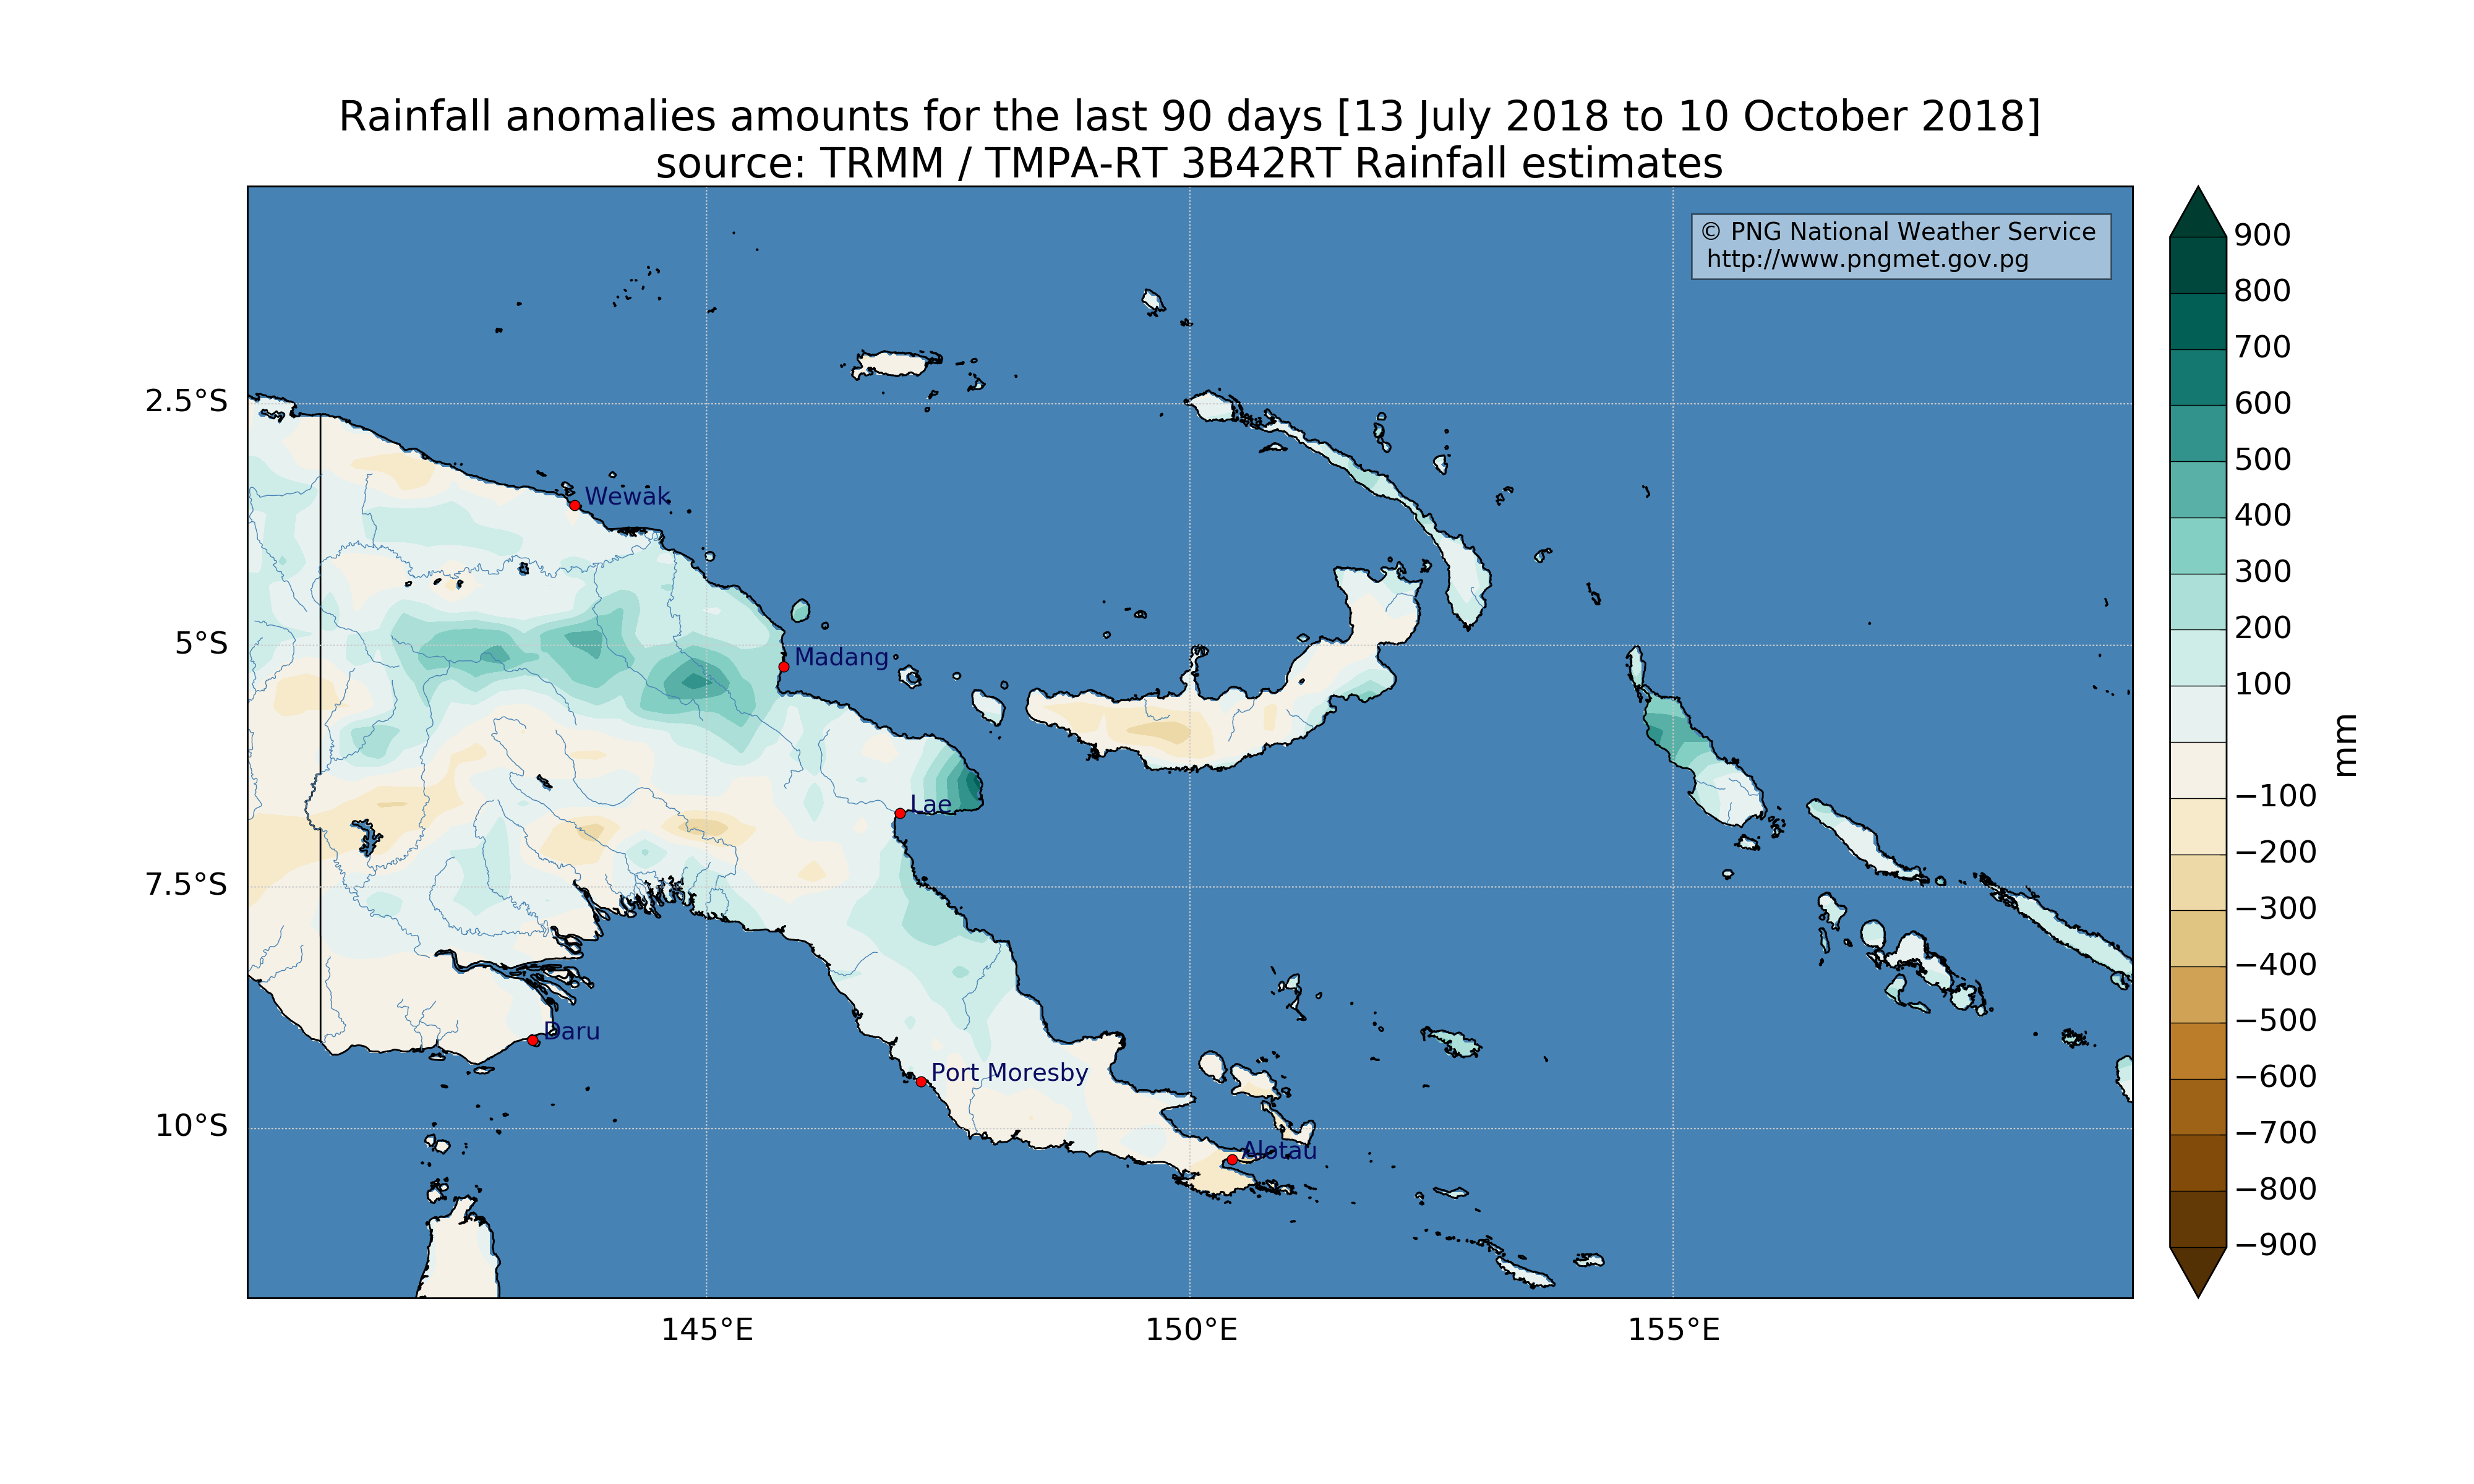 Rainfall anomalies amounts for the last 90 days [13 July 2018 to 10 October 2018]
source: TRMM / TMPA-RT 3B42RT Rainfall estimates
© PNG National Weather Service
http://www.pngmet.gov.pg
2.5°S
5°S
7.5°S
10°S
145°E
150°E
155°E
Wewak
Madang
Lae
Daru
Port Moresby
Alotau
900
800
700
600
500
400
300
200
100
−100
−200
−300
−400
−500
−600
−700
−800
−900
mm